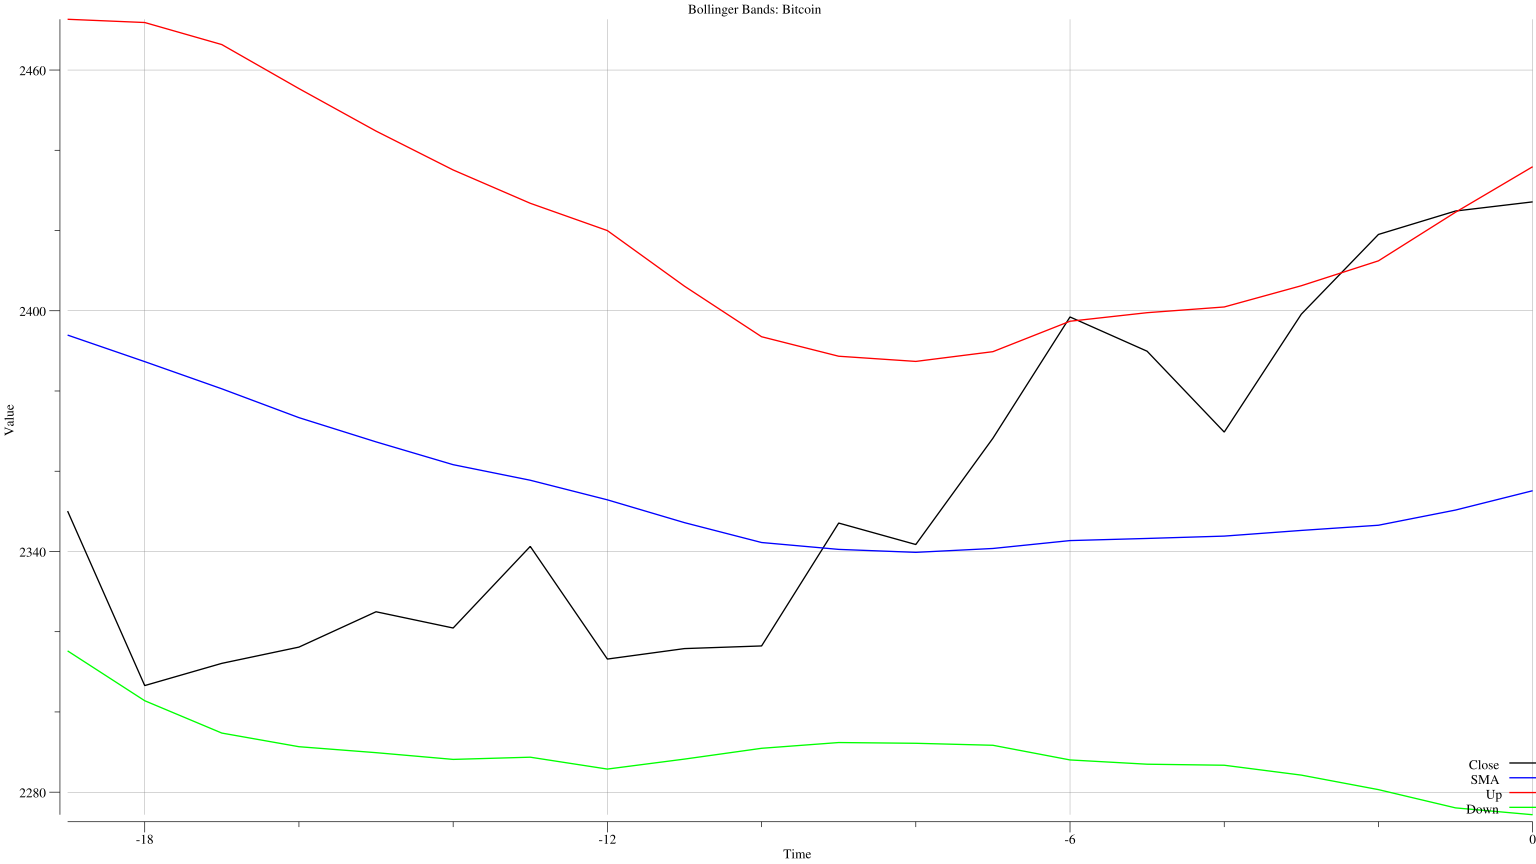 Bollinger Bands: Bitcoin
2460
2400
2340
2280
Value
Close
SMA
Up
Down
-18
-12
-6
0
Time